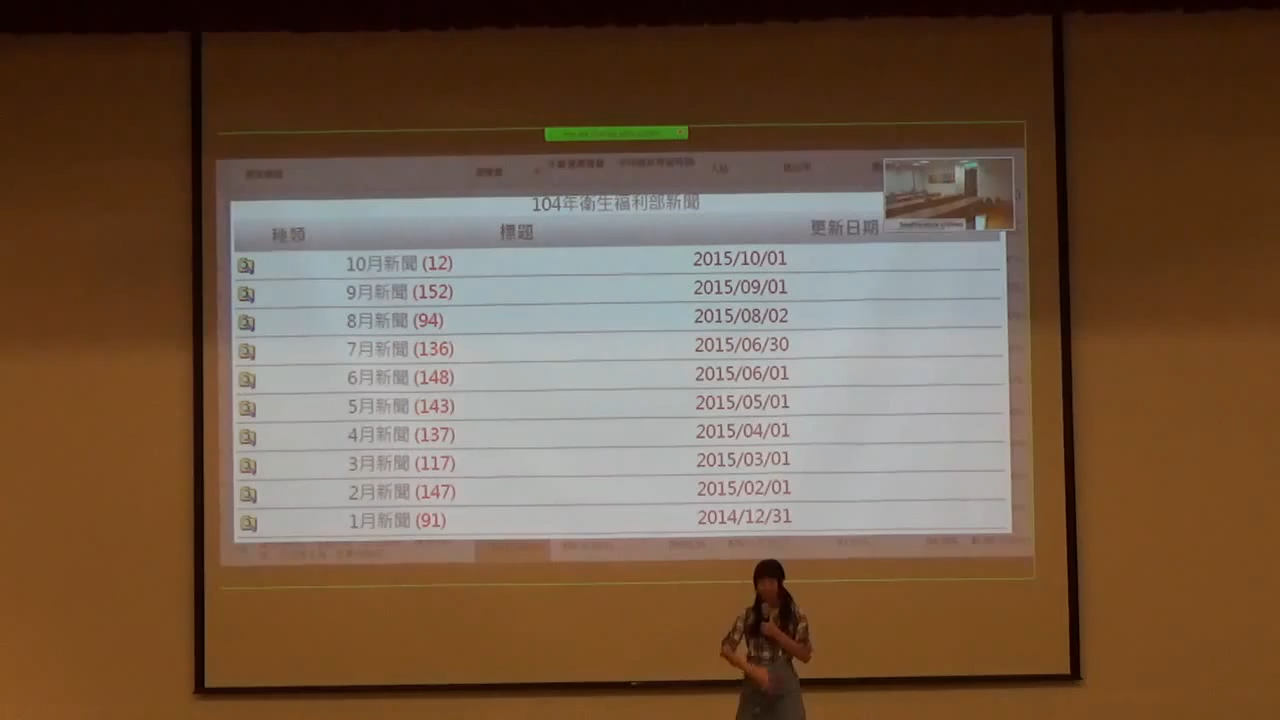 104年衛生福利部新聞
種類 標題 更新日期
10月新聞 (12) 2015/10/01
9月新聞 (152) 2015/09/01
8月新聞 (94) 2015/08/02
7月新聞 (136) 2015/06/30
6月新聞 (148) 2015/06/01
5月新聞 (143) 2015/05/01
4月新聞 (137) 2015/04/01
3月新聞 (117) 2015/03/01
2月新聞 (147) 2015/02/01
1月新聞 (91) 2014/12/31